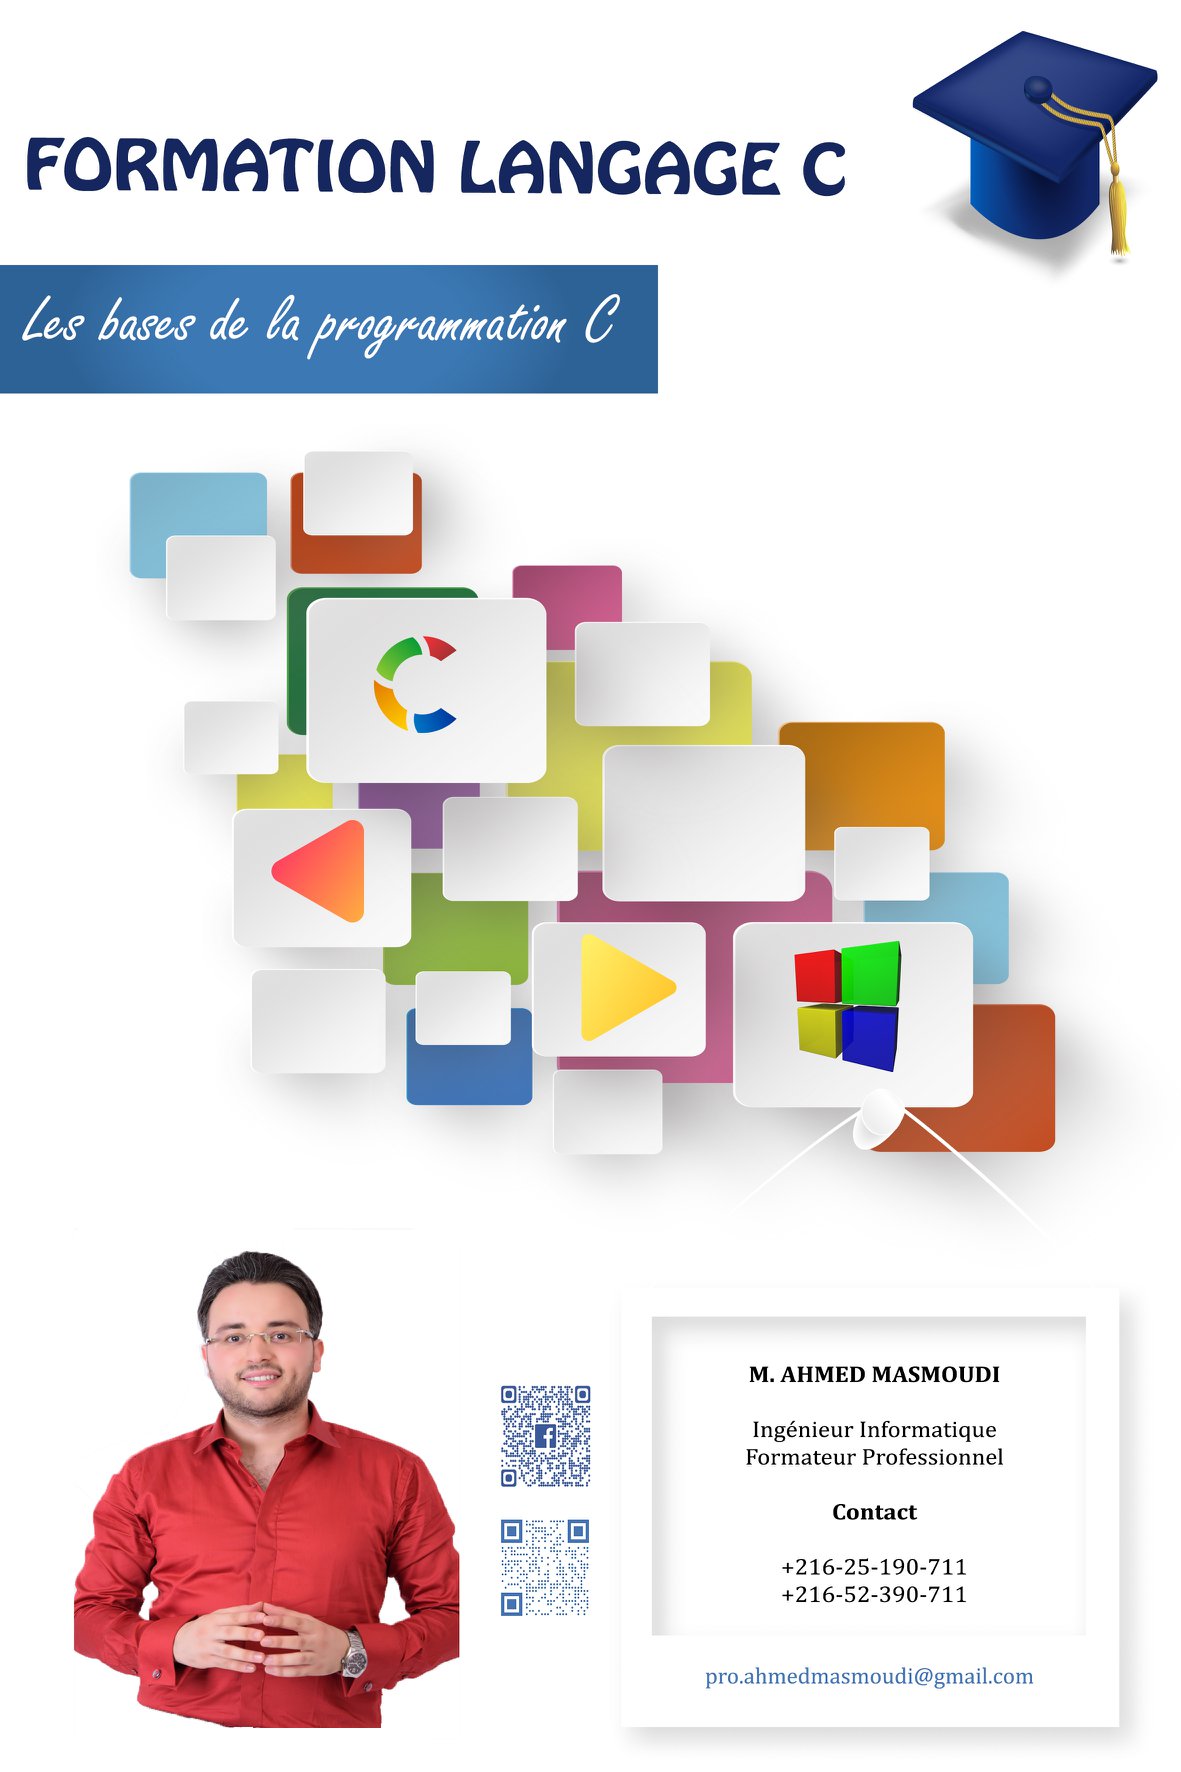 FORMATION LANGAGE C
Les bases de la programmation C
M. AHMED MASMOUDI
Ingénieur Informatique
Formateur Professionnel
Contact
+216-25-190-711
+216-52-390-711
pro.ahmedmasmoudi@gmail.com